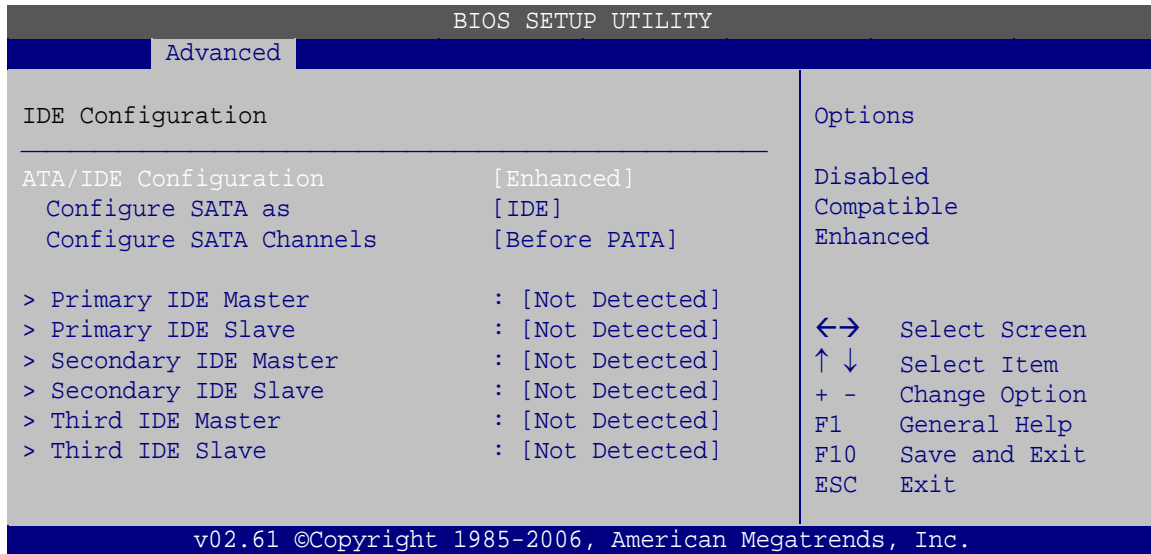 BIOS SETUP UTILITY
Advanced
IDE Configuration
ATA/IDE Configuration [Enhanced]
Configure SATA as [IDE]
Configure SATA Channels [Before PATA]
> Primary IDE Master : [Not Detected]
> Primary IDE Slave : [Not Detected]
> Secondary IDE Master : [Not Detected]
> Secondary IDE Slave : [Not Detected]
> Third IDE Master : [Not Detected]
> Third IDE Slave : [Not Detected]
Options
Disabled
Compatible
Enhanced
←→ Select Screen
↑↓ Select Item
+ - Change Option
F1 General Help
F10 Save and Exit
ESC Exit
v02.61 ©Copyright 1985-2006, American Megatrends, Inc.